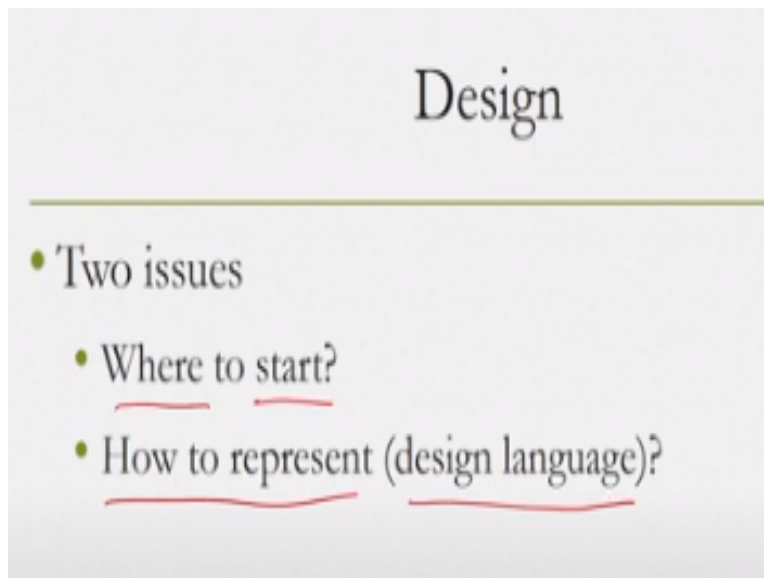 Design
• Two issues
• Where to start?
• How to represent (design language)?